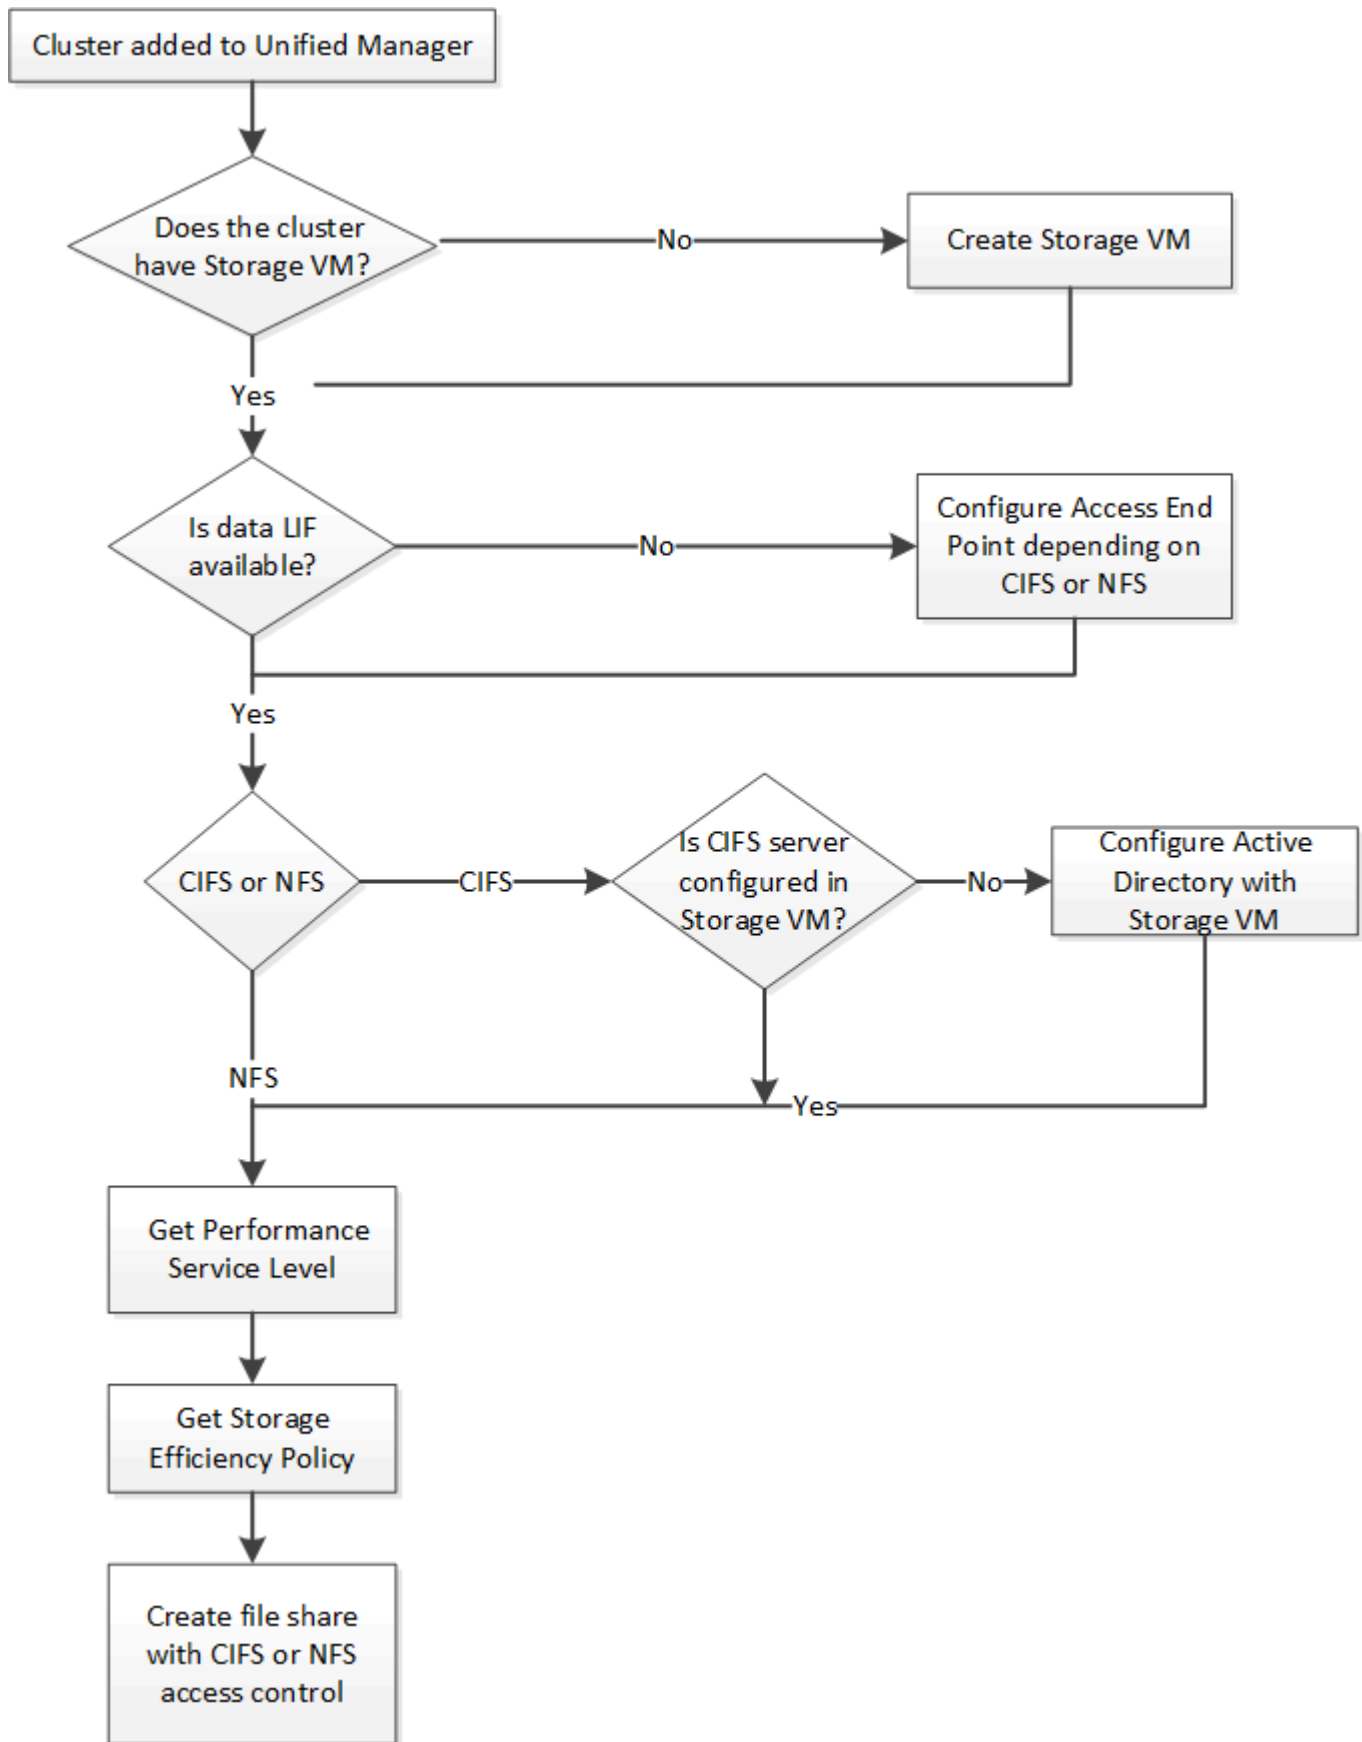 Cluster added to Unified Manager
Does the cluster
have Storage VM?
No
Create Storage VM
Yes
Is data LIF
available?
No
Configure Access End
Point depending on
CIFS or NFS
Yes
CIFS or NFS
CIFS
Is CIFS server
configured in
Storage VM?
No
Configure Active
Directory with
Storage VM
NFS
Yes
Get Performance
Service Level
Get Storage
Efficiency Policy
Create file share
with CIFS or NFS
access control